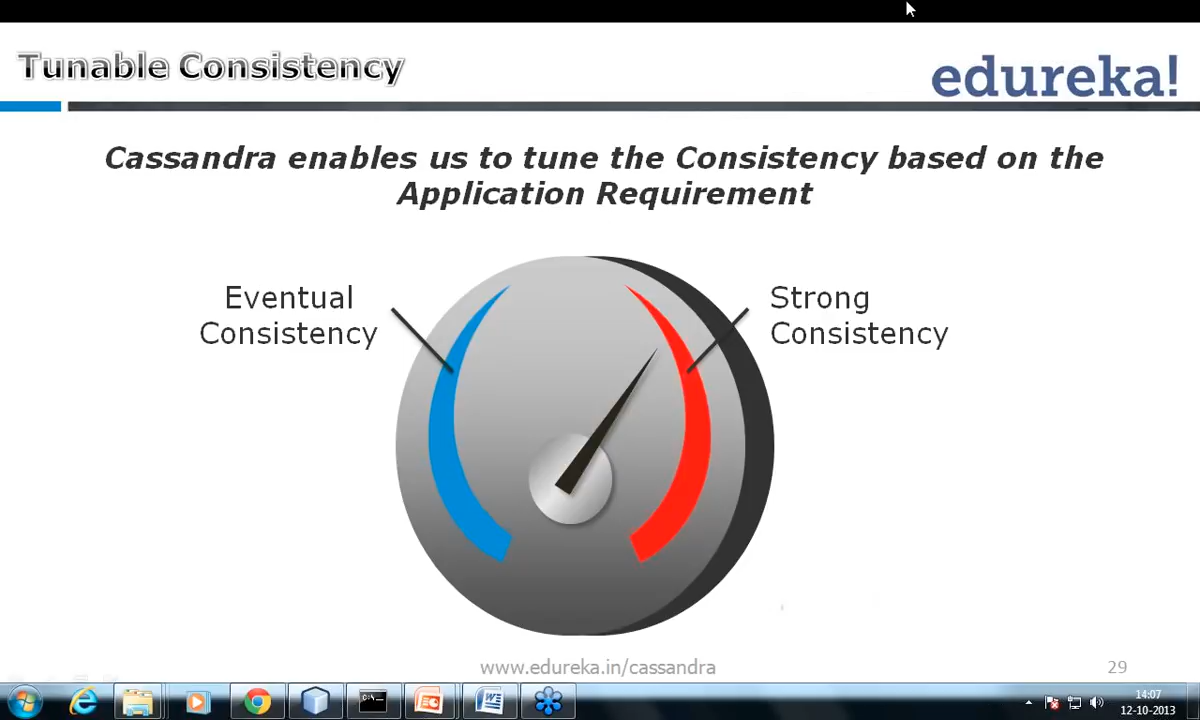 Tunable Consistency
edureka!
Cassandra enables us to tune the Consistency based on the
Application Requirement
Eventual
Consistency
Strong
Consistency
www.edureka.in/cassandra
29
14:07
12-10-2013